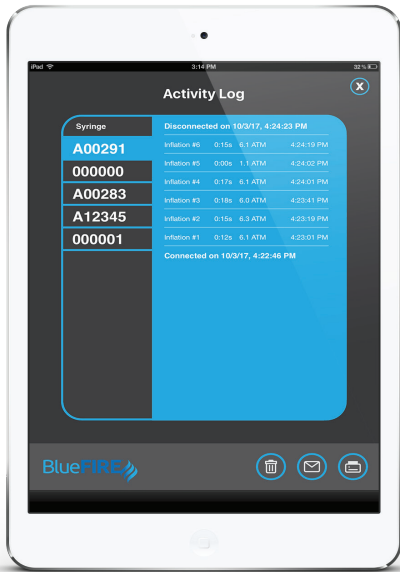 iPad 3:14 PM 32 %
Activity Log
X
Syringe
A00291
000000
A00283
A12345
000001
Disconnected on 10/3/17, 4:24:23 PM
Inflation #6 0:15s 6.1 ATM 4:24:19 PM
Inflation #5 0:00s 1.1 ATM 4:24:02 PM
Inflation #4 0:17s 6.1 ATM 4:24:01 PM
Inflation #3 0:18s 6.0 ATM 4:23:41 PM
Inflation #2 0:15s 6.3 ATM 4:23:19 PM
Inflation #1 0:12s 6.1 ATM 4:23:01 PM
Connected on 10/3/17, 4:22:46 PM
BlueFIRE